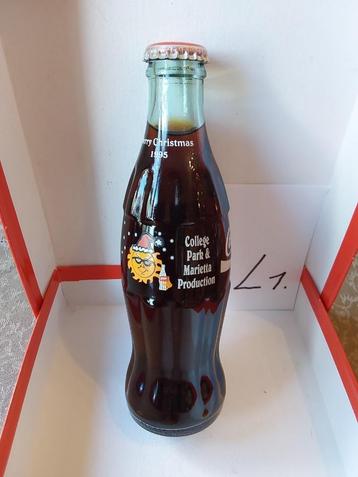 Christmas
1995
College
Park &
Marietta
Production
L1.